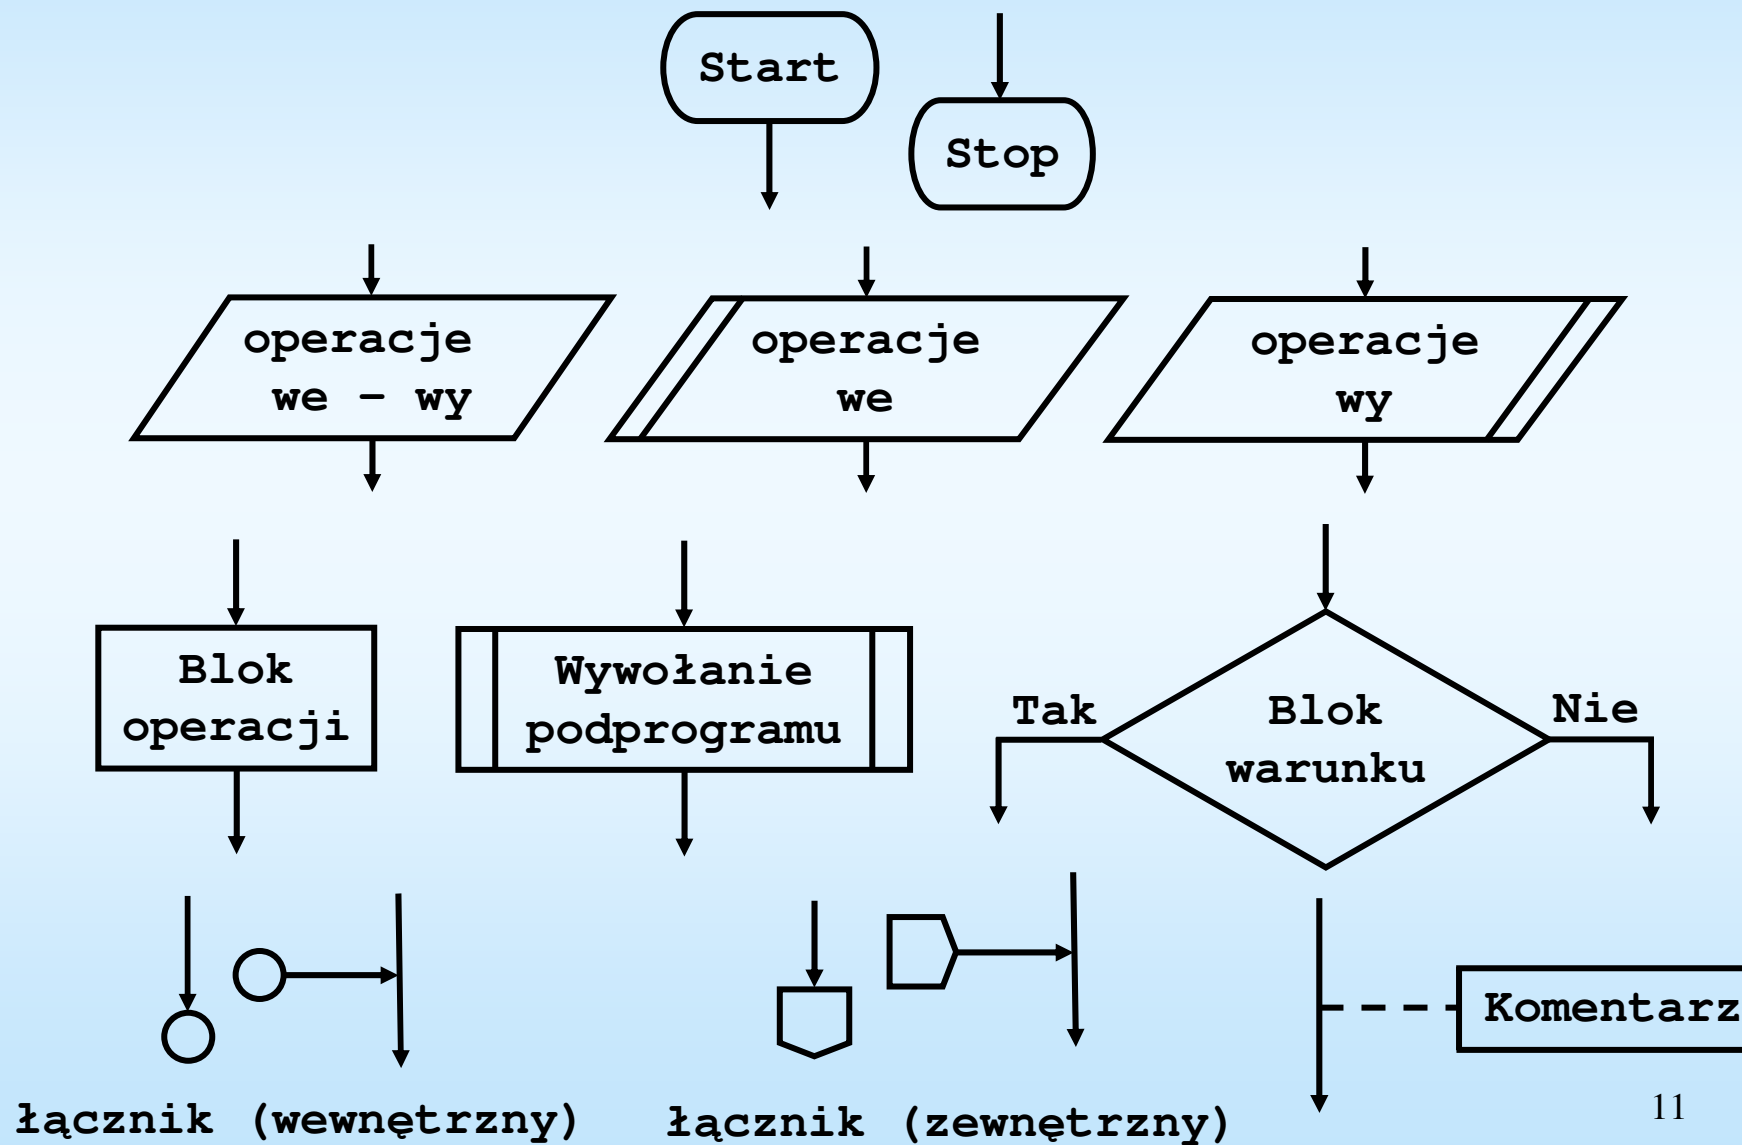 Start
Stop
operacje
we – wy
operacje
we
operacje
wy
Blok
operacji
Wywołanie
podprogramu
Tak
Blok
warunku
Nie
Komentarz
łącznik (wewnętrzny)
łącznik (zewnętrzny)
11